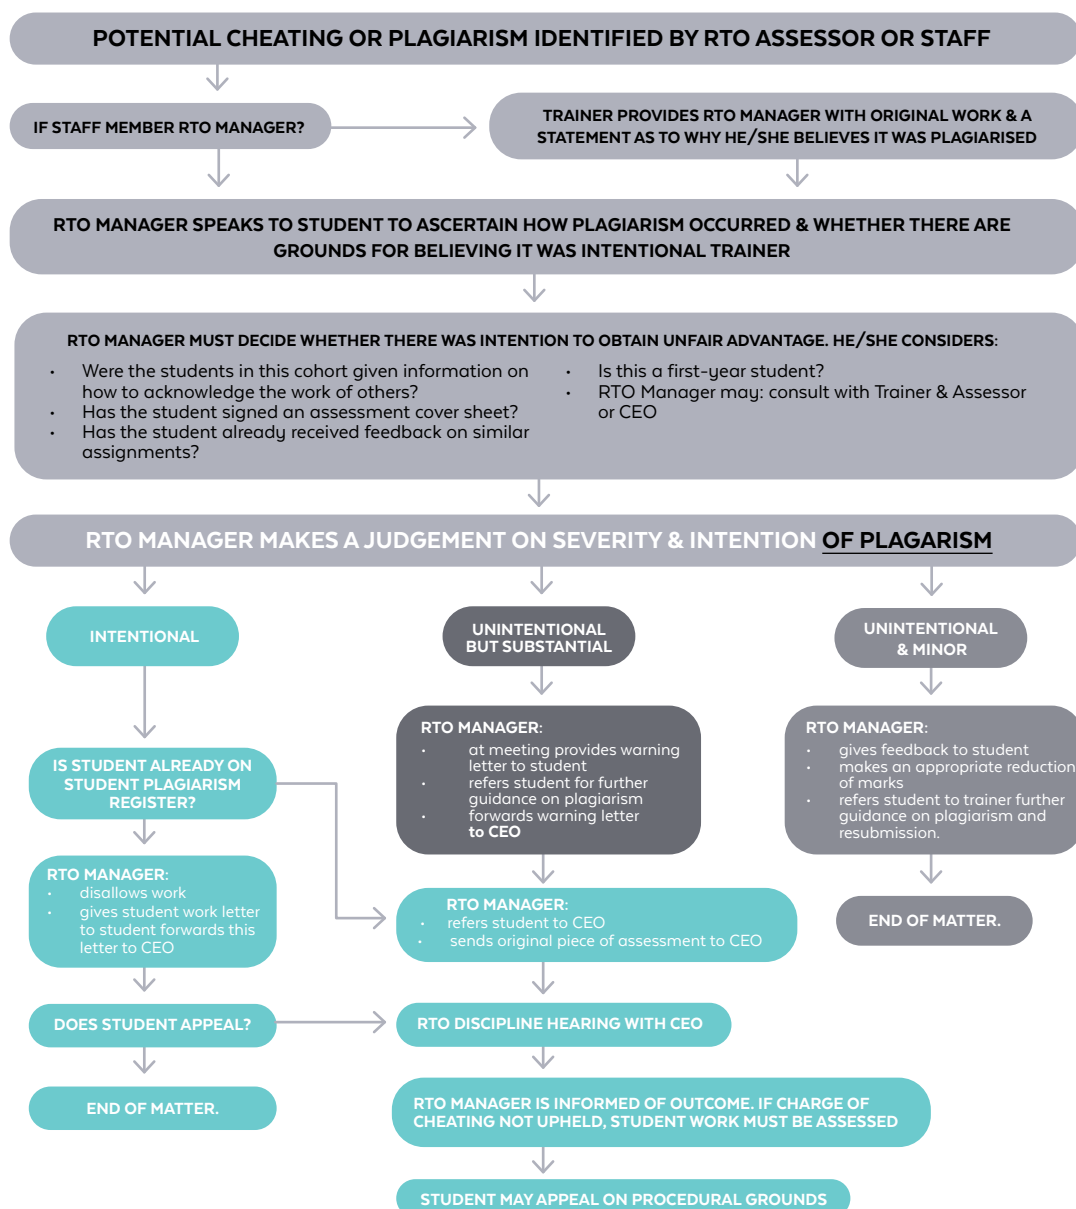 POTENTIAL CHEATING OR PLAGIARISM IDENTIFIED BY RTO ASSESSOR OR STAFF
IF STAFF MEMBER RTO MANAGER?
TRAINER PROVIDES RTO MANAGER WITH ORIGINAL WORK & A
STATEMENT AS TO WHY HE/SHE BELIEVES IT WAS PLAGIARISED
RTO MANAGER SPEAKS TO STUDENT TO ASCERTAIN HOW PLAGIARISM OCCURRED & WHETHER THERE ARE
GROUNDS FOR BELIEVING IT WAS INTENTIONAL TRAINER
RTO MANAGER MUST DECIDE WHETHER THERE WAS INTENTION TO OBTAIN UNFAIR ADVANTAGE. HE/SHE CONSIDERS:
• Were the students in this cohort given information on
how to acknowledge the work of others?
• Has the student signed an assessment cover sheet?
• Has the student already received feedback on similar
assignments?
• Is this a first-year student?
• RTO Manager may: consult with Trainer & Assessor
or CEO
RTO MANAGER MAKES A JUDGEMENT ON SEVERITY & INTENTION OF PLAGARISM
INTENTIONAL
IS STUDENT ALREADY ON
STUDENT PLAGIARISM
REGISTER?
RTO MANAGER:
• disallows work
• gives student work letter
to student forwards this
letter to CEO
DOES STUDENT APPEAL?
END OF MATTER.
UNINTENTIONAL
BUT SUBSTANTIAL
RTO MANAGER:
• at meeting provides warning
letter to student
• refers student for further
guidance on plagiarism
• forwards warning letter
to CEO
RTO MANAGER:
• refers student to CEO
• sends original piece of assessment to CEO
RTO DISCIPLINE HEARING WITH CEO
RTO MANAGER IS INFORMED OF OUTCOME. IF CHARGE OF
CHEATING NOT UPHELD, STUDENT WORK MUST BE ASSESSED
STUDENT MAY APPEAL ON PROCEDURAL GROUNDS
UNINTENTIONAL
& MINOR
RTO MANAGER:
• gives feedback to student
• makes an appropriate reduction
of marks
• refers student to trainer further
guidance on plagiarism and
resubmission.
END OF MATTER.